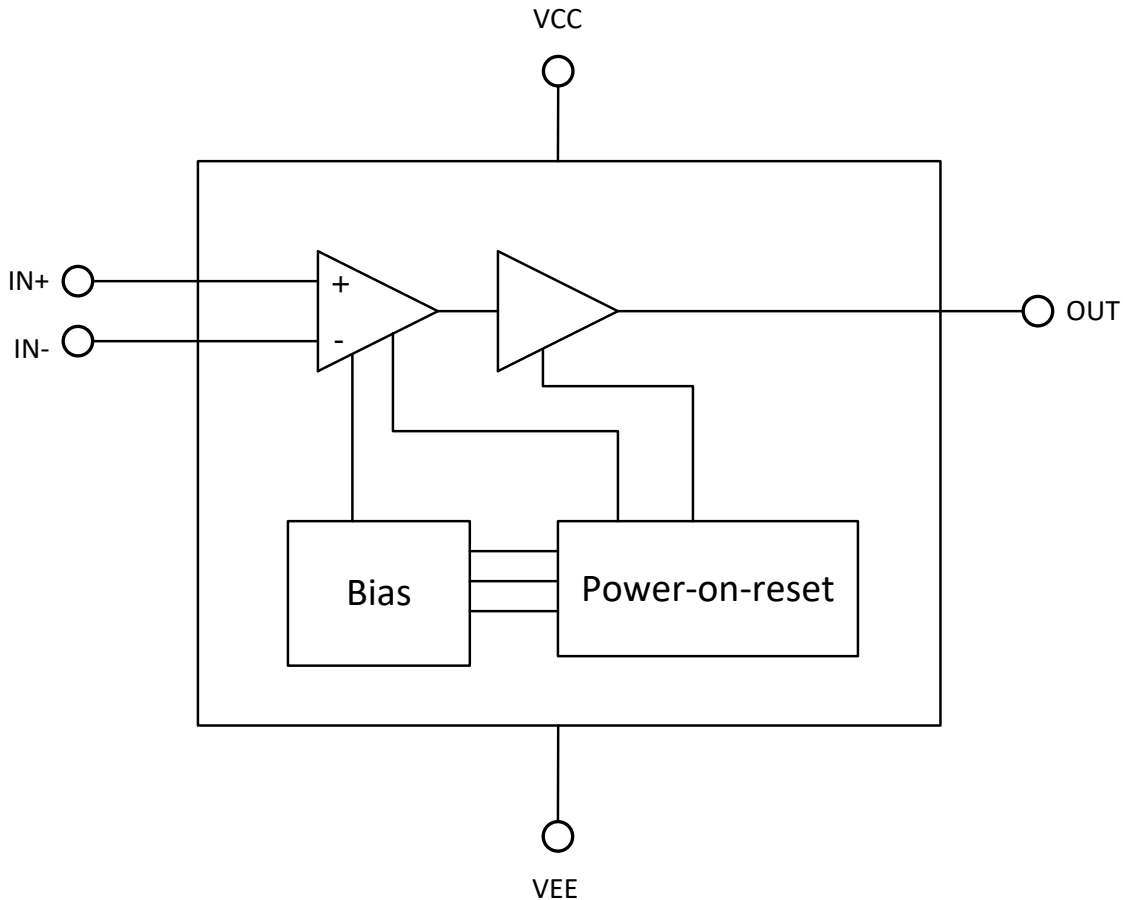 VCC
IN+
IN-
+
-
OUT
Bias
Power-on-reset
VEE